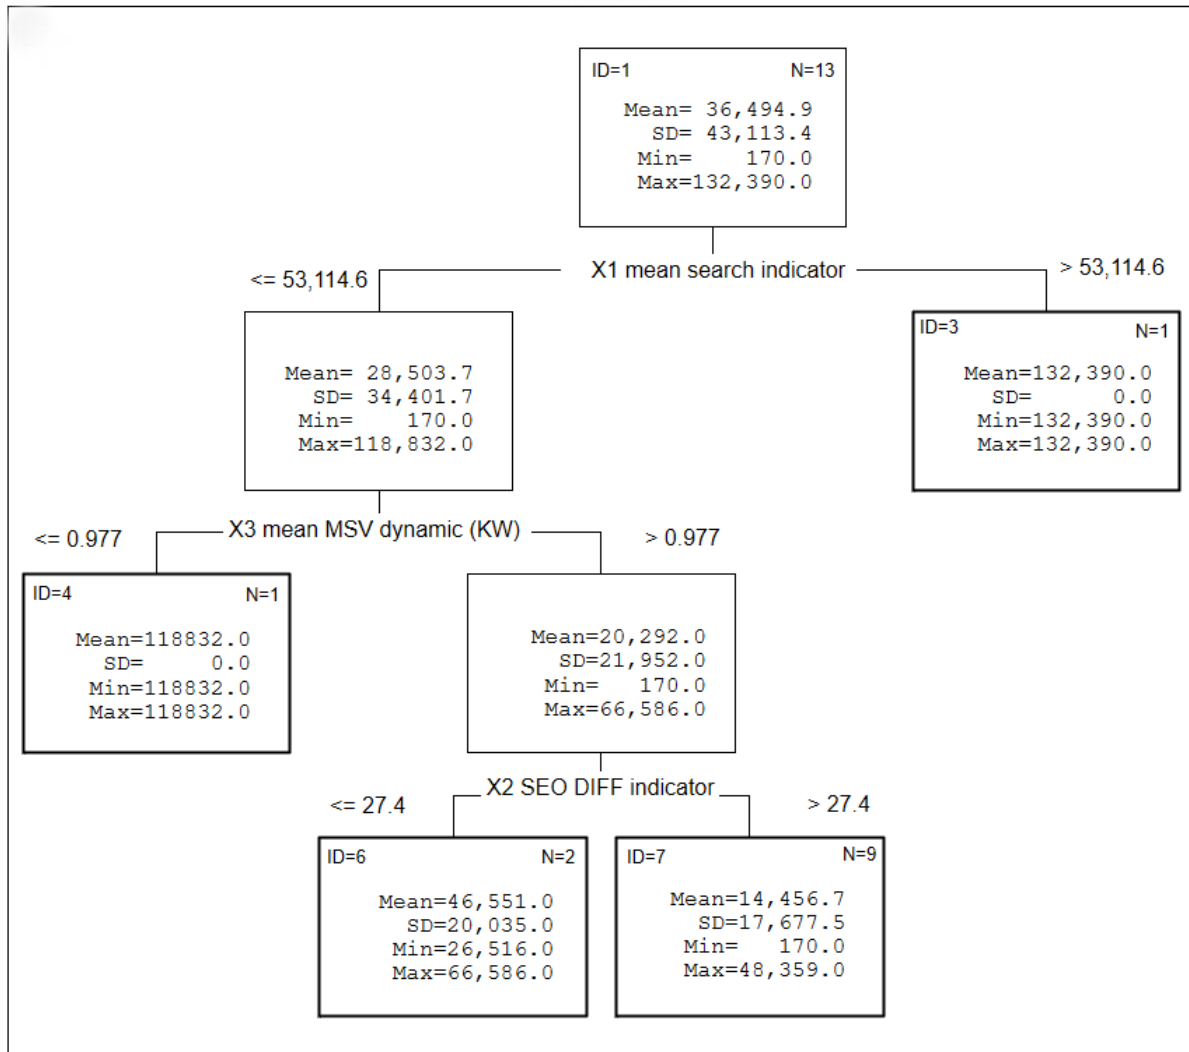 ID=1 N=13
Mean= 36,494.9
SD= 43,113.4
Min= 170.0
Max=132,390.0
X1 mean search indicator
<= 53,114.6
> 53,114.6
Mean= 28,503.7
SD= 34,401.7
Min= 170.0
Max=118,832.0
ID=3 N=1
Mean=132,390.0
SD= 0.0
Min=132,390.0
Max=132,390.0
X3 mean MSV dynamic (KW)
<= 0.977
> 0.977
ID=4 N=1
Mean=118832.0
SD= 0.0
Min=118832.0
Max=118832.0
Mean=20,292.0
SD=21,952.0
Min= 170.0
Max=66,586.0
X2 SEO DIFF indicator
<= 27.4
> 27.4
ID=6 N=2
Mean=46,551.0
SD=20,035.0
Min=26,516.0
Max=66,586.0
ID=7 N=9
Mean=14,456.7
SD=17,677.5
Min= 170.0
Max=48,359.0